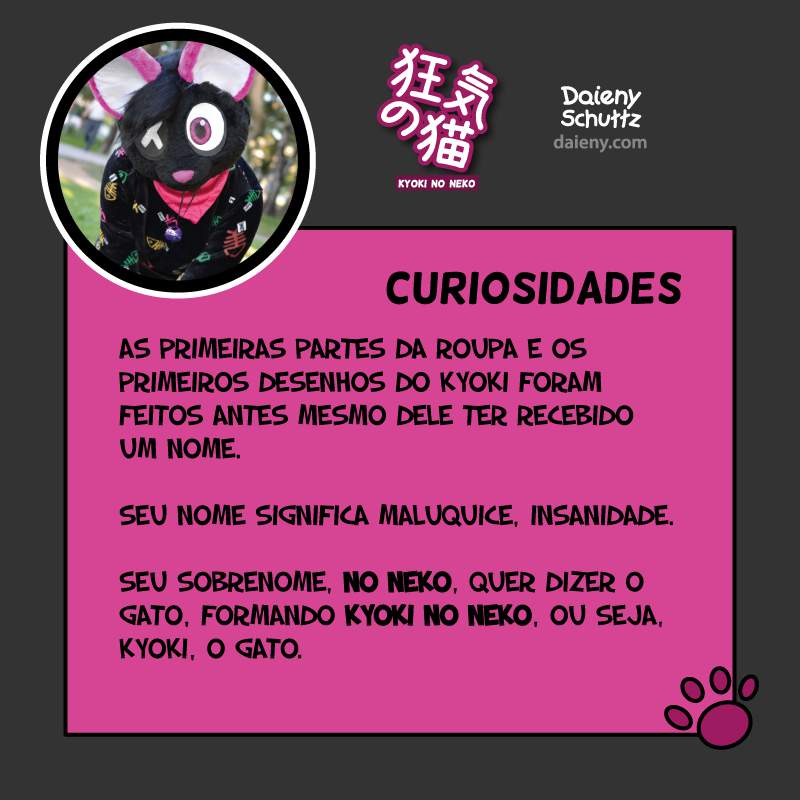 狂気
の猫
KYOKI NO NEKO
Daieny
Schuttz
daieny.com
CURIOSIDADES
AS PRIMEIRAS PARTES DA ROUPA E OS
PRIMEIROS DESENHOS DO KYOKI FORAM
FEITOS ANTES MESMO DELE TER RECEBIDO
UM NOME.
SEU NOME SIGNIFICA MALUQUICE, INSANIDADE.
SEU SOBRENOME, NO NEKO, QUER DIZER O
GATO, FORMANDO KYOKI NO NEKO, OU SEJA,
KYOKI, O GATO.